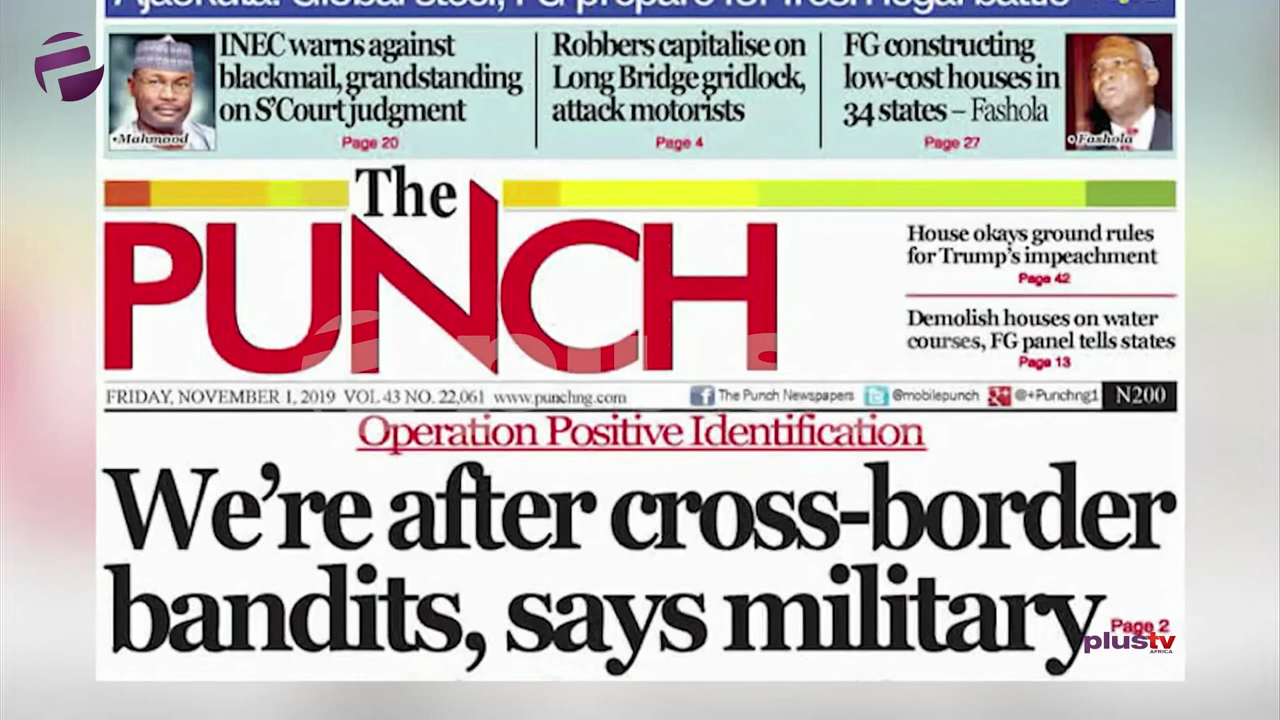 INEC warns against
blackmail, grandstanding
on S'Court judgment
Page 20
•Mahmood
Robbers capitalise on
Long Bridge gridlock,
attack motorists
Page 4
FG constructing
low-cost houses in
34 states – Fashola
Page 27
•Fashola
The
PUNCH
House okays ground rules
for Trump's impeachment
Page 42
Demolish houses on water
courses, FG panel tells states
Page 13
FRIDAY, NOVEMBER 1, 2019 VOL 43 NO. 22,061 www.punchng.com
The Punch Newspapers @mobilepunch @+Punchng1 N200
Operation Positive Identification
We're after cross-border
bandits, says military
Page 2
plustv
AFRICA